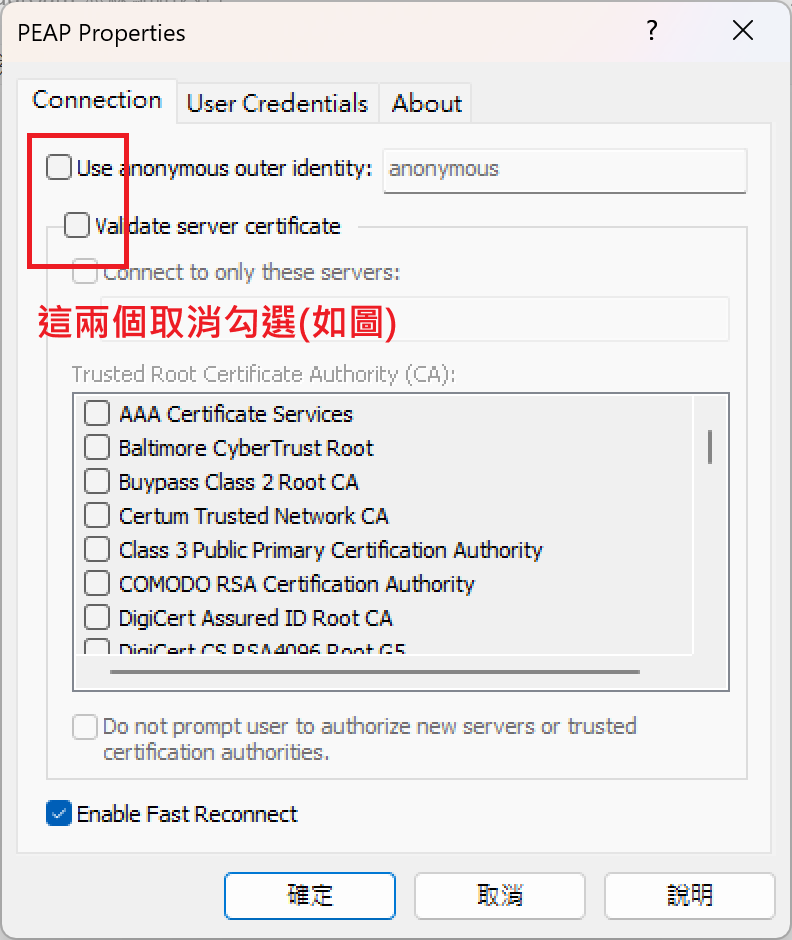 PEAP Properties
?
Connection
User Credentials
About
Use anonymous outer identity:
anonymous
Validate server certificate
Connect to only these servers:
這兩個取消勾選(如圖)
Trusted Root Certificate Authority (CA):
AAA Certificate Services
Baltimore CyberTrust Root
Buypass Class 2 Root CA
Certum Trusted Network CA
Class 3 Public Primary Certification Authority
COMODO RSA Certification Authority
DigiCert Assured ID Root CA
DigiCert CS RSA4096 Root G5
Do not prompt user to authorize new servers or trusted
certification authorities.
Enable Fast Reconnect
確定
取消
說明